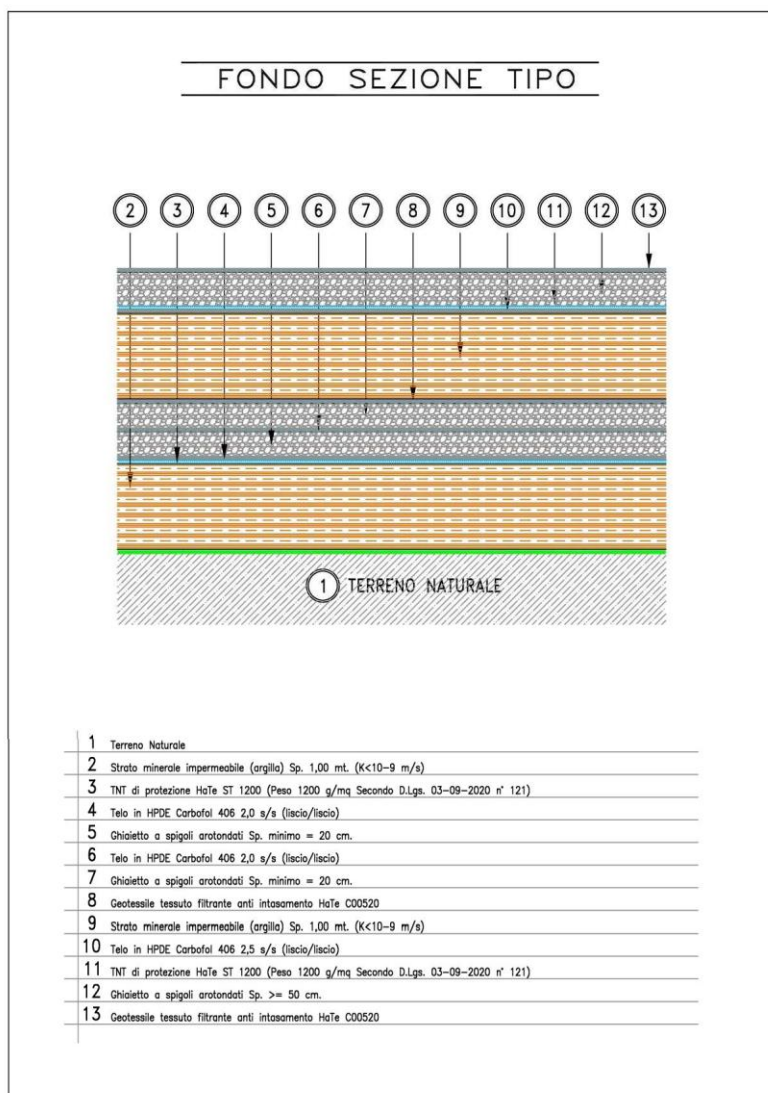 FONDO SEZIONE TIPO
2 3 4 5 6 7 8 9 10 11 12 13
1 TERRENO NATURALE
1 Terreno Naturale
2 Strato minerale impermeabile (argilla) Sp. 1,00 mt. (K<10-9 m/s)
3 TNT di protezione HaTe ST 1200 (Peso 1200 g/mq Secondo D.Lgs. 03-09-2020 n° 121)
4 Telo in HPDE Carbofol 406 2,0 s/s (liscio/liscio)
5 Ghiaietto a spigoli arotondati Sp. minimo = 20 cm.
6 Telo in HPDE Carbofol 406 2,0 s/s (liscio/liscio)
7 Ghiaietto a spigoli arotondati Sp. minimo = 20 cm.
8 Geotessile tessuto filtrante anti intasamento HaTe C00520
9 Strato minerale impermeabile (argilla) Sp. 1,00 mt. (K<10-9 m/s)
10 Telo in HPDE Carbofol 406 2,5 s/s (liscio/liscio)
11 TNT di protezione HaTe ST 1200 (Peso 1200 g/mq Secondo D.Lgs. 03-09-2020 n° 121)
12 Ghiaietto a spigoli arotondati Sp. >= 50 cm.
13 Geotessile tessuto filtrante anti intasamento HaTe C00520